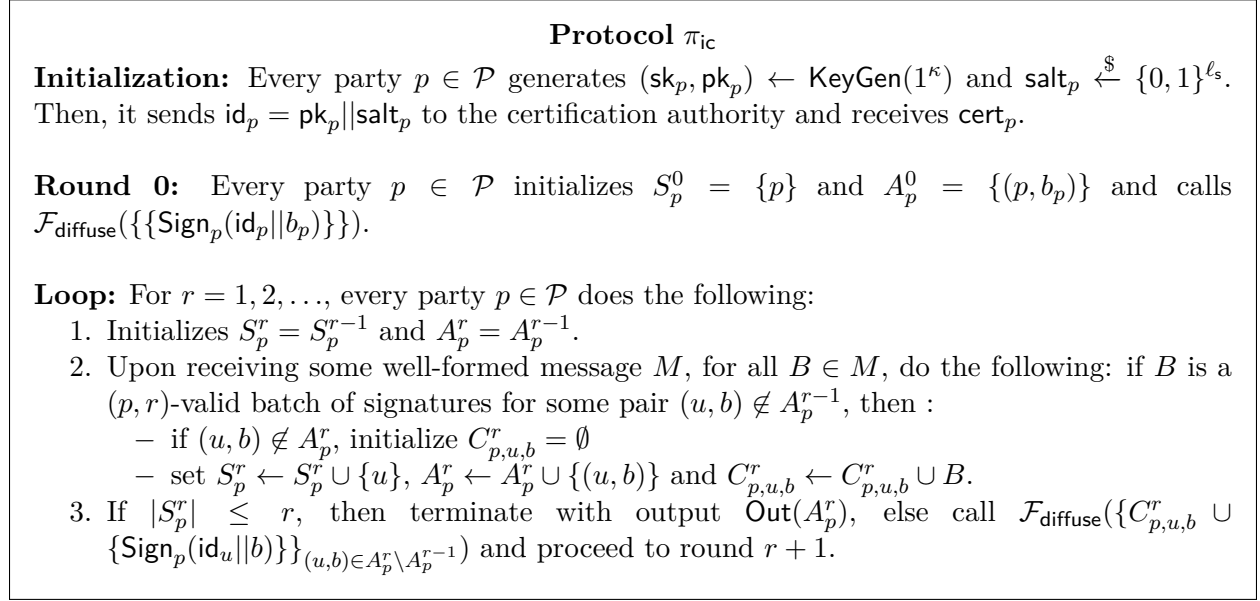 Protocol π_ic
Initialization: Every party p ∈ 𝒫 generates (sk_p, pk_p) ← KeyGen(1^κ) and salt_p ←$ {0, 1}^{ℓ_s}.
Then, it sends id_p = pk_p||salt_p to the certification authority and receives cert_p.
Round 0: Every party p ∈ 𝒫 initializes S_p^0 = {p} and A_p^0 = {(p, b_p)} and calls
ℱ_diffuse({{Sign_p(id_p||b_p)}}).
Loop: For r = 1, 2, …, every party p ∈ 𝒫 does the following:
1. Initializes S_p^r = S_p^{r−1} and A_p^r = A_p^{r−1}.
2. Upon receiving some well-formed message M, for all B ∈ M, do the following: if B is a
(p, r)-valid batch of signatures for some pair (u, b) ∉ A_p^{r−1}, then :
– if (u, b) ∉ A_p^r, initialize C_{p,u,b}^r = ∅
– set S_p^r ← S_p^r ∪ {u}, A_p^r ← A_p^r ∪ {(u, b)} and C_{p,u,b}^r ← C_{p,u,b}^r ∪ B.
3. If |S_p^r| ≤ r, then terminate with output Out(A_p^r), else call ℱ_diffuse({C_{p,u,b}^r ∪
{Sign_p(id_u||b)}}_{(u,b)∈A_p^r\A_p^{r−1}}) and proceed to round r + 1.